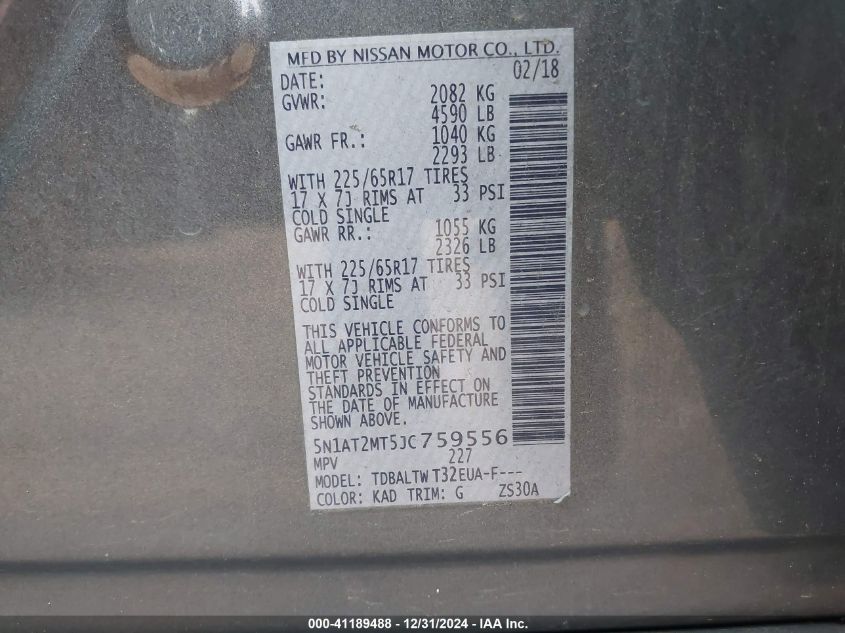 MFD BY NISSAN MOTOR CO., LTD.
DATE: 02/18
GVWR: 2082 KG
4590 LB
GAWR FR.: 1040 KG
2293 LB
WITH 225/65R17 TIRES
17 X 7J RIMS AT 33 PSI
COLD SINGLE
GAWR RR.: 1055 KG
2326 LB
WITH 225/65R17 TIRES
17 X 7J RIMS AT 33 PSI
COLD SINGLE
THIS VEHICLE CONFORMS TO
ALL APPLICABLE FEDERAL
MOTOR VEHICLE SAFETY AND
THEFT PREVENTION
STANDARDS IN EFFECT ON
THE DATE OF MANUFACTURE
SHOWN ABOVE.
5N1AT2MT5JC759556
MPV 227
MODEL: TDBALTW T32EUA-F---
COLOR: KAD TRIM: G ZS30A
000-41189488 - 12/31/2024 - IAA Inc.